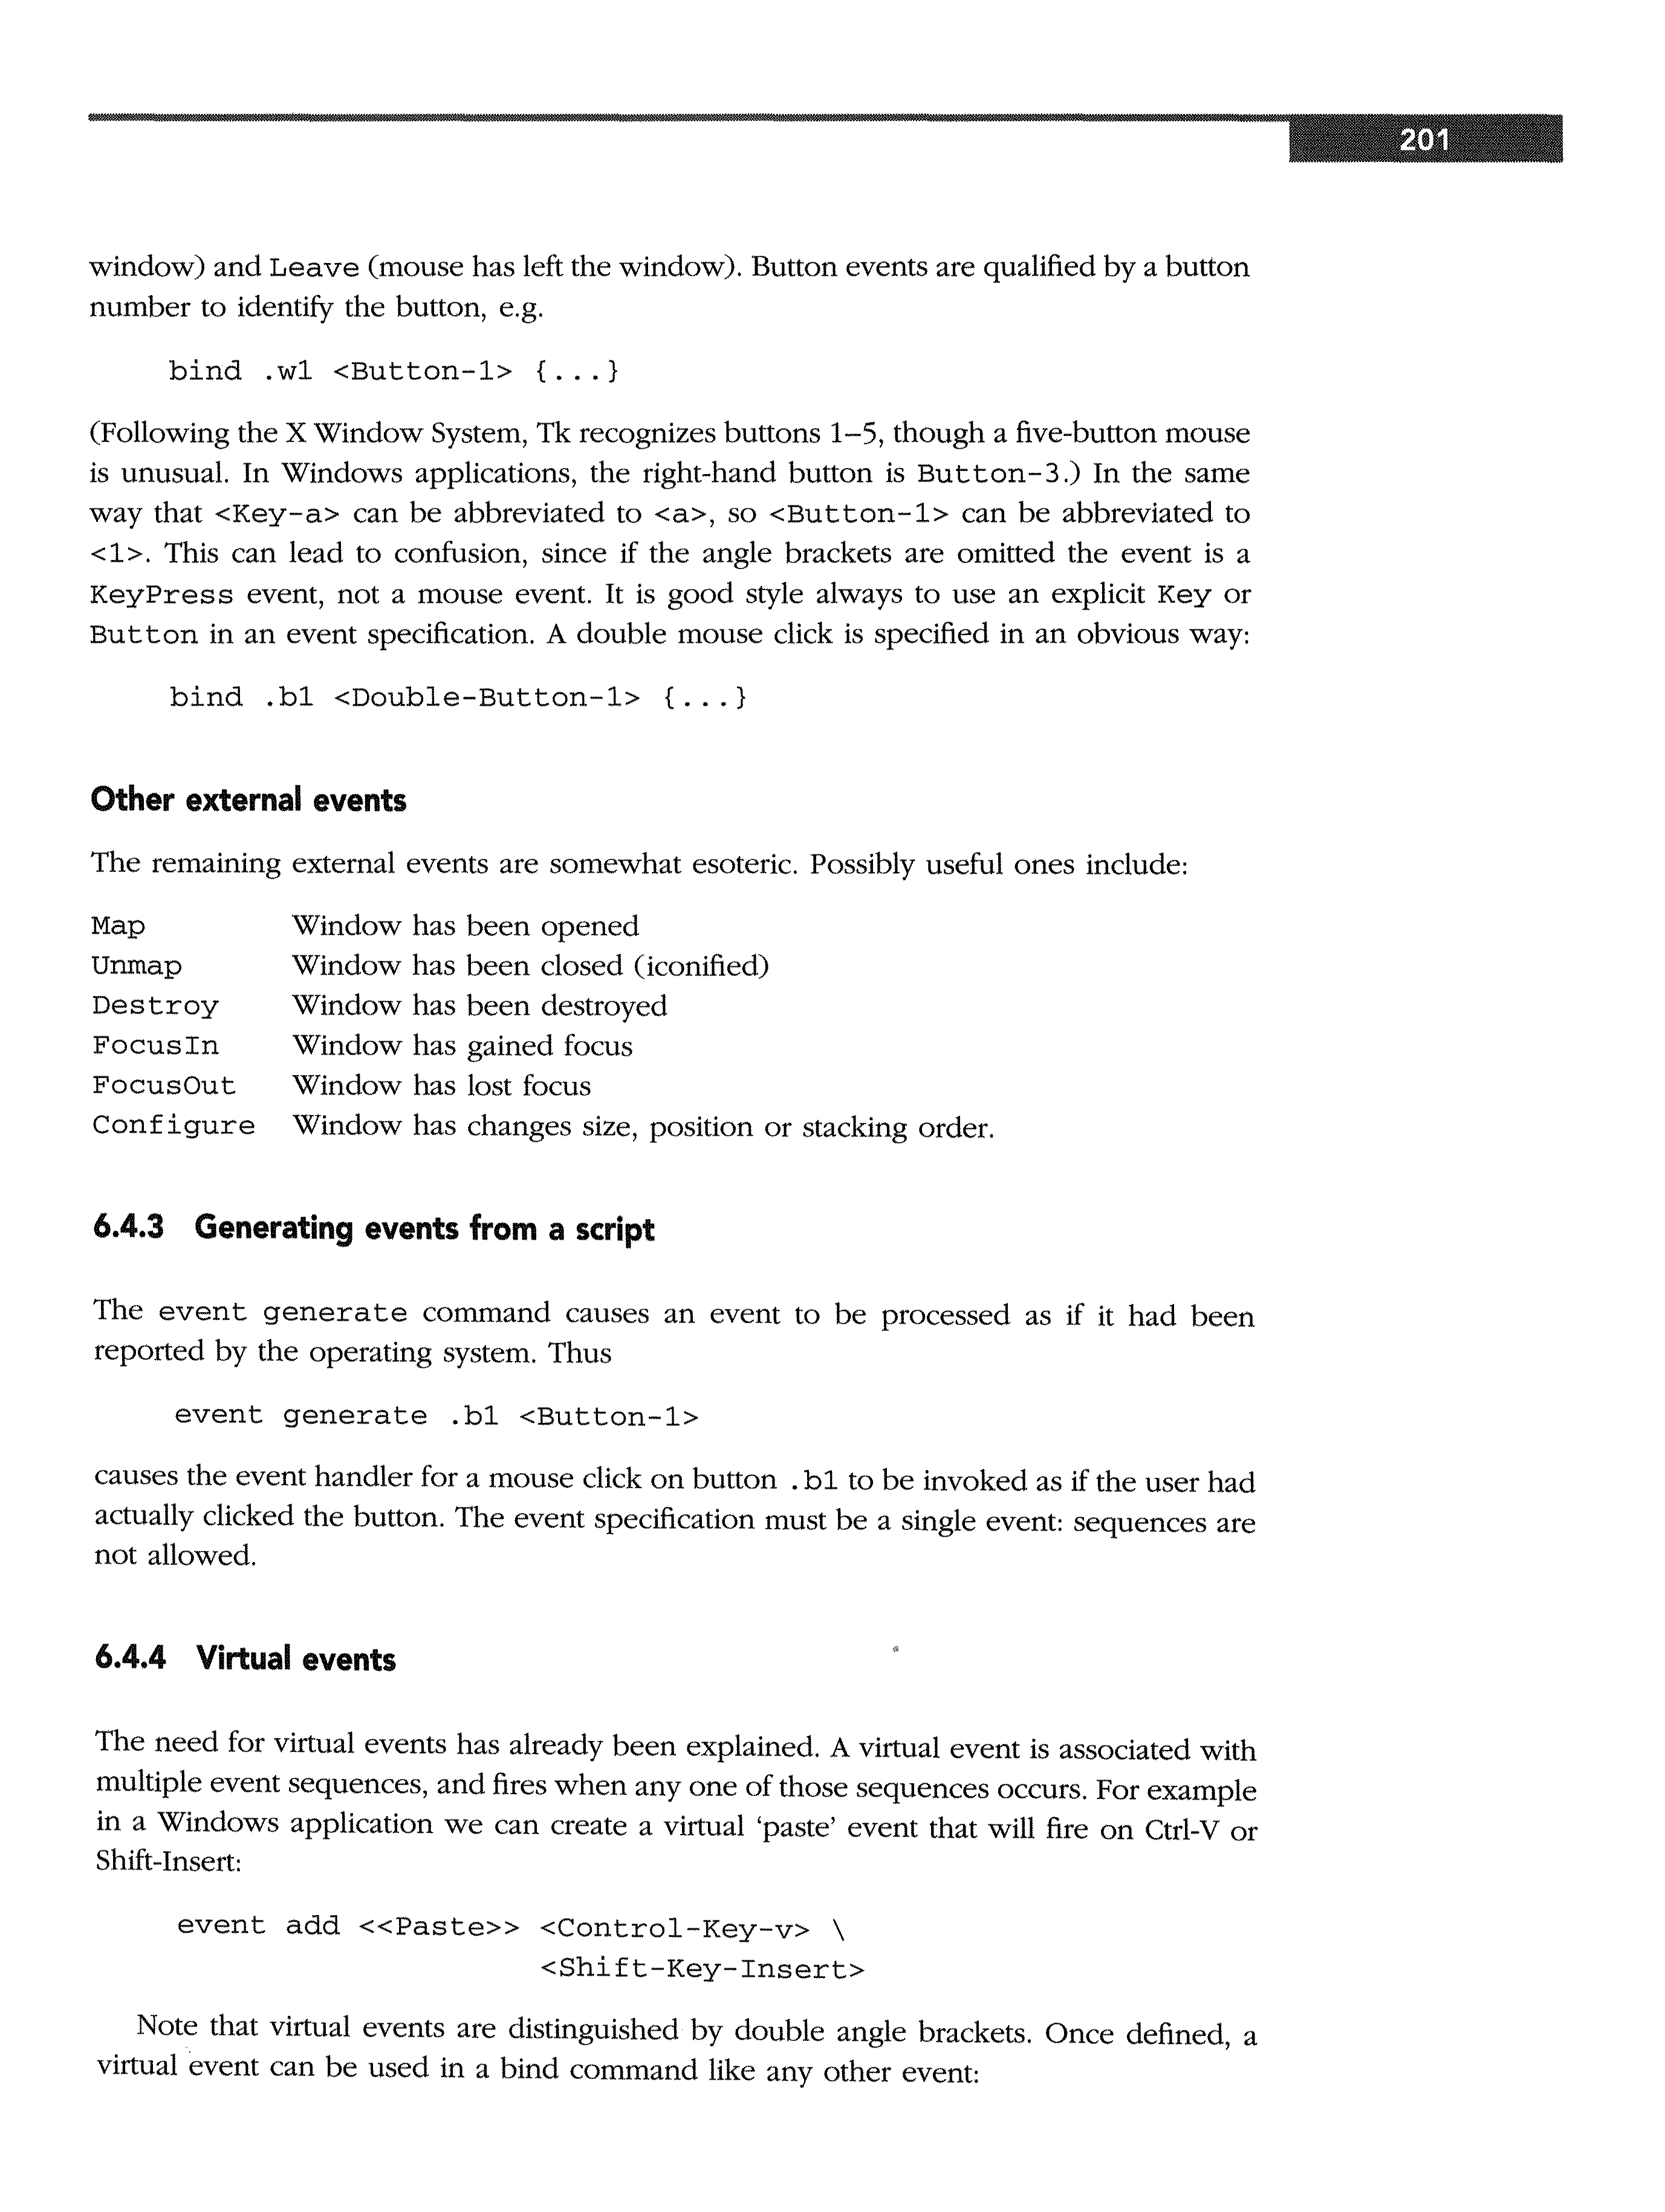 201
window) and Leave (mouse has left the window). Button events are qualified by a button
number to identify the button, e.g.
bind .w1 <Button-1> {...}
(Following the X Window System, Tk recognizes buttons 1–5, though a five-button mouse
is unusual. In Windows applications, the right-hand button is Button-3.) In the same
way that <Key-a> can be abbreviated to <a>, so <Button-1> can be abbreviated to
<1>. This can lead to confusion, since if the angle brackets are omitted the event is a
KeyPress event, not a mouse event. It is good style always to use an explicit Key or
Button in an event specification. A double mouse click is specified in an obvious way:
bind .b1 <Double-Button-1> {...}
Other external events
The remaining external events are somewhat esoteric. Possibly useful ones include:
Map Window has been opened
Unmap Window has been closed (iconified)
Destroy Window has been destroyed
FocusIn Window has gained focus
FocusOut Window has lost focus
Configure Window has changes size, position or stacking order.
6.4.3 Generating events from a script
The event generate command causes an event to be processed as if it had been
reported by the operating system. Thus
event generate .b1 <Button-1>
causes the event handler for a mouse click on button .b1 to be invoked as if the user had
actually clicked the button. The event specification must be a single event: sequences are
not allowed.
6.4.4 Virtual events
The need for virtual events has already been explained. A virtual event is associated with
multiple event sequences, and fires when any one of those sequences occurs. For example
in a Windows application we can create a virtual ‘paste’ event that will fire on Ctrl-V or
Shift-Insert:
event add <<Paste>> <Control-Key-v> \
<Shift-Key-Insert>
Note that virtual events are distinguished by double angle brackets. Once defined, a
virtual event can be used in a bind command like any other event: